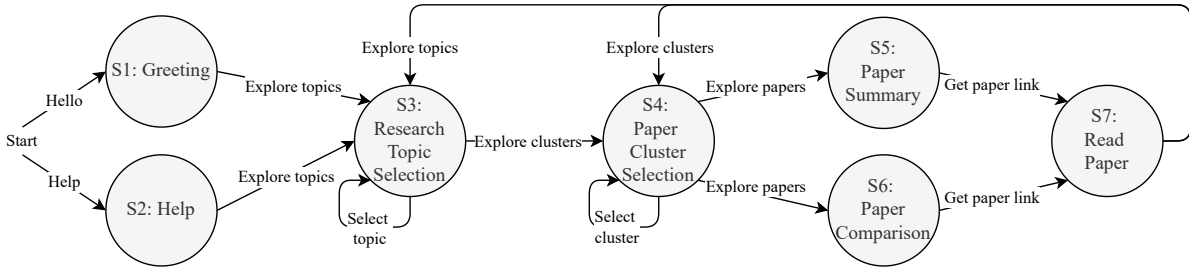 Start
Hello
Help
S1: Greeting
S2: Help
Explore topics
Explore topics
Explore topics
S3:
Research
Topic
Selection
Select
topic
Explore clusters
Explore clusters
S4:
Paper
Cluster
Selection
Select
cluster
Explore papers
Explore papers
S5:
Paper
Summary
S6:
Paper
Comparison
Get paper link
Get paper link
S7:
Read
Paper